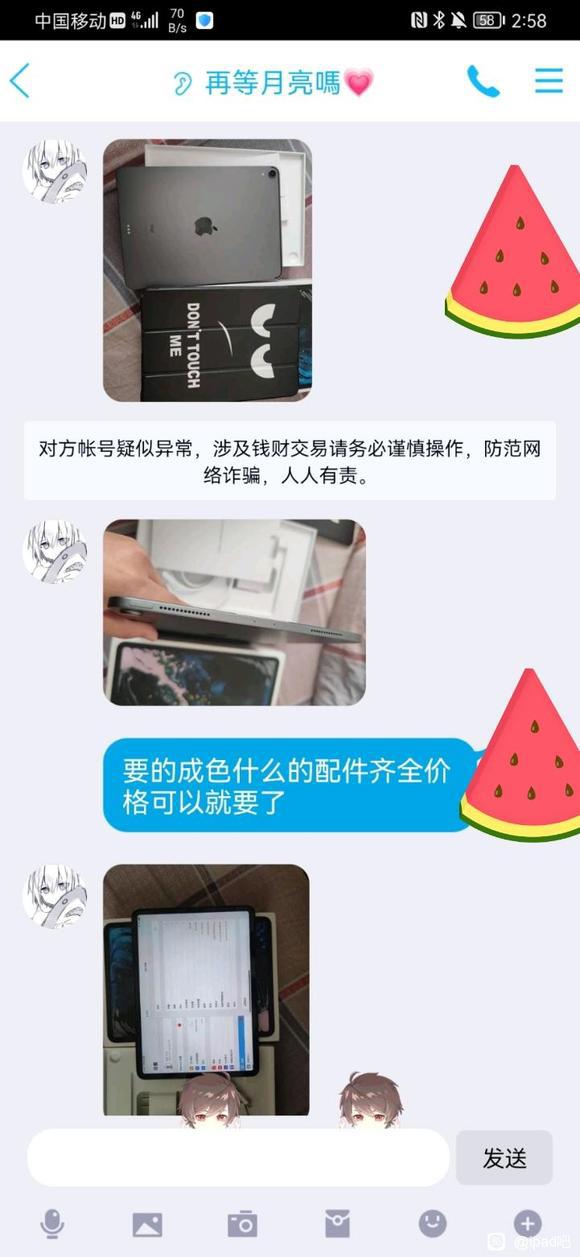 中国移动 HD 4G 70 B/s 58 2:58
再等月亮嗎
DON'T TOUCH
ME
对方帐号疑似异常，涉及钱财交易请务必谨慎操作，防范网
络诈骗，人人有责。
要的成色什么的配件齐全价
格可以就要了
发送
@ipad吧